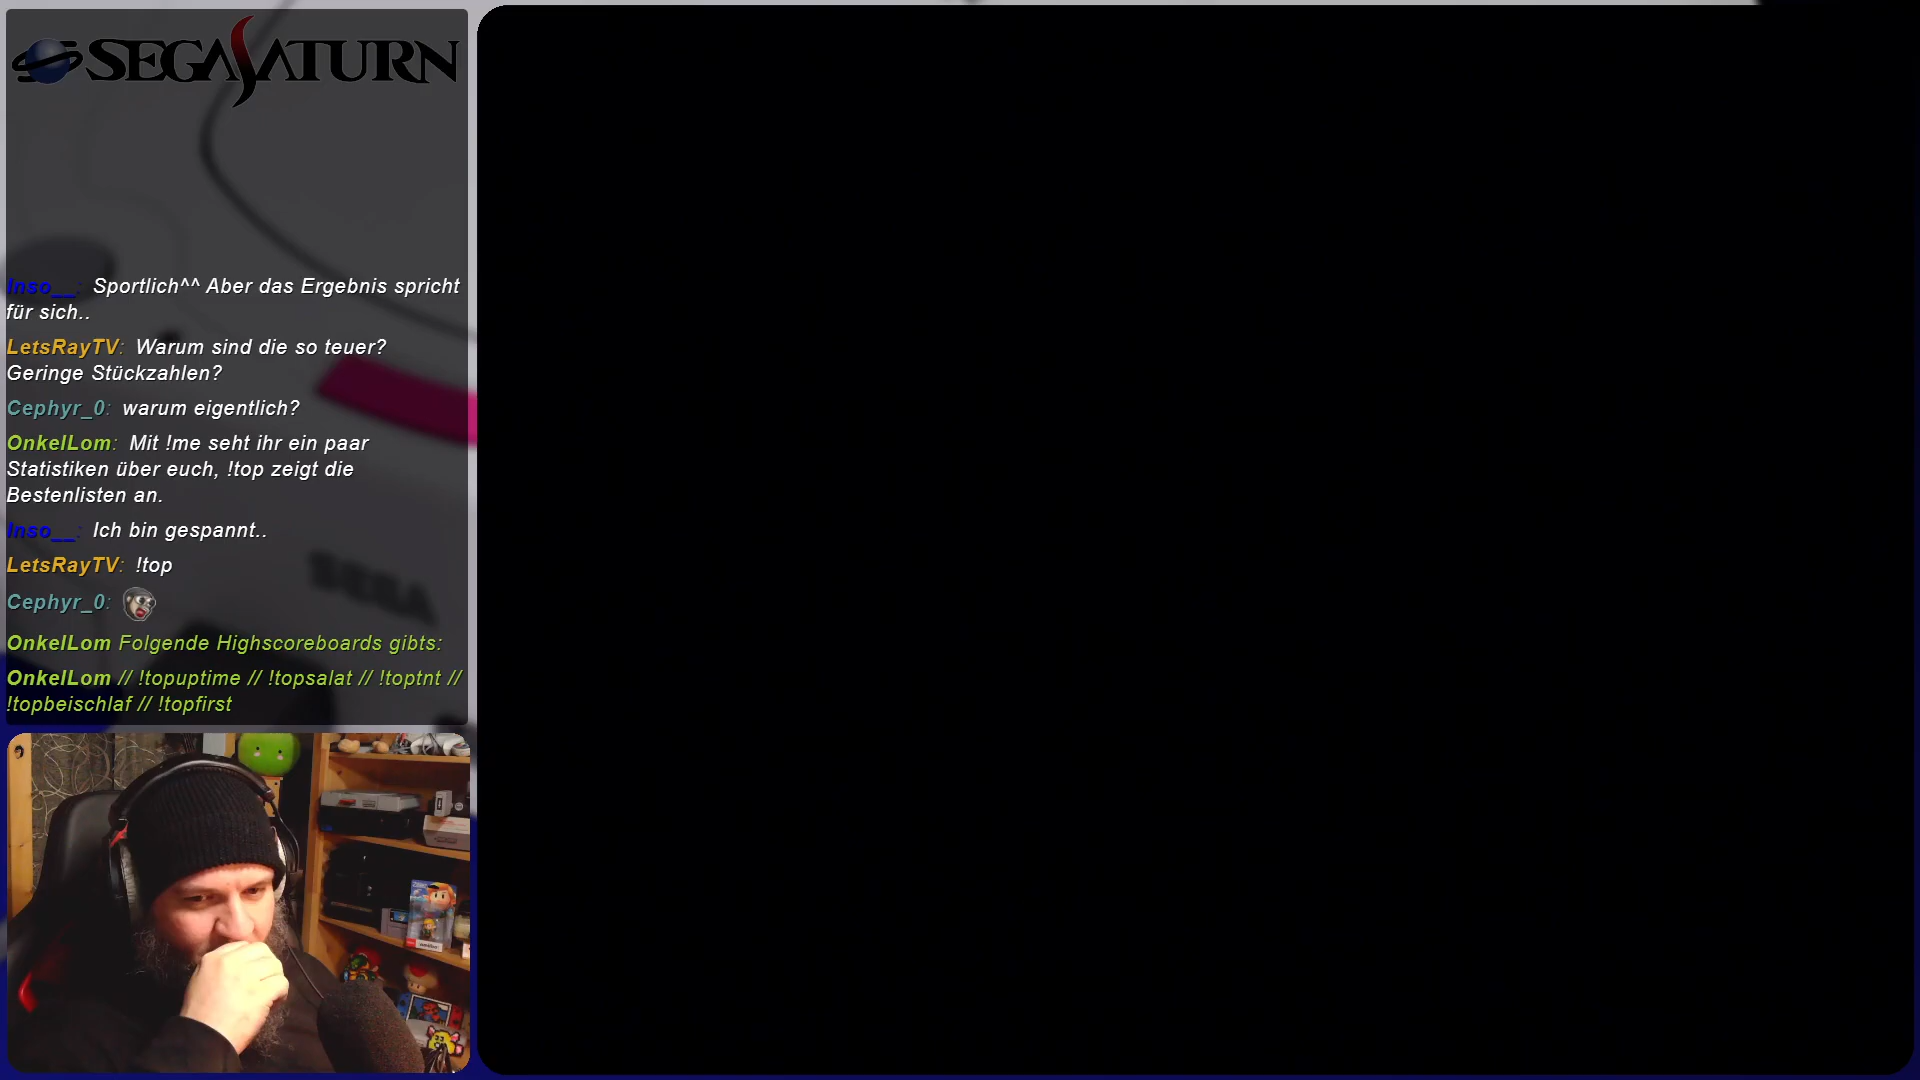 SEGA SATURN
Inso__: Sportlich^^ Aber das Ergebnis spricht
für sich..
LetsRayTV: Warum sind die so teuer?
Geringe Stückzahlen?
Cephyr_0: warum eigentlich?
OnkelLom: Mit !me seht ihr ein paar
Statistiken über euch, !top zeigt die
Bestenlisten an.
Inso__: Ich bin gespannt..
SEGA
LetsRayTV: !top
Cephyr_0:
OnkelLom Folgende Highscoreboards gibts:
OnkelLom // !topuptime // !topsalat // !toptnt //
!topbeischlaf // !topfirst